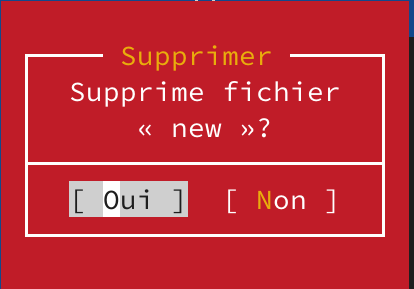 Supprimer
Supprime fichier
« new »?
[ Oui ] [ Non ]